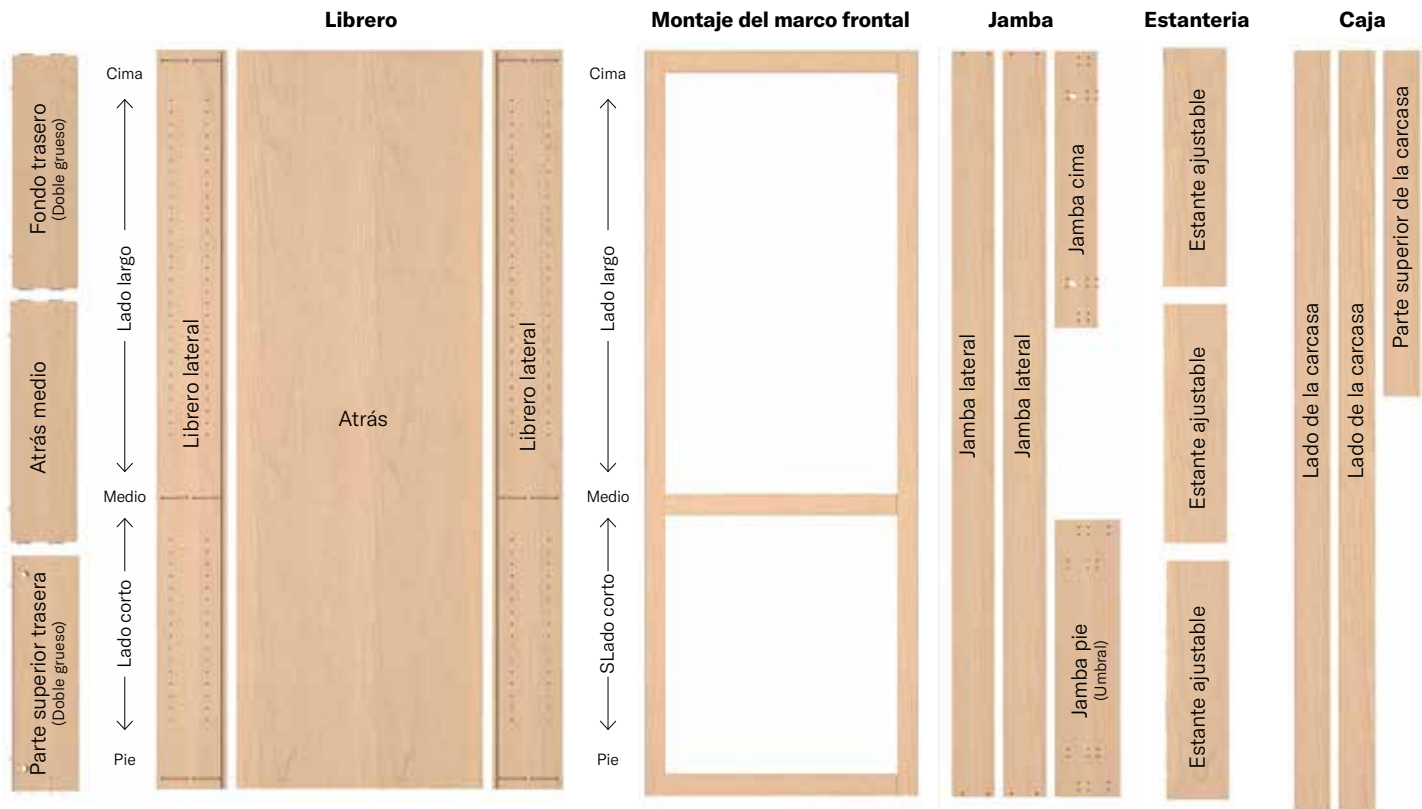 Librero
Montaje del marco frontal
Jamba
Estanteria
Caja
Fondo trasero
(Doble grueso)
Atrás medio
Parte superior trasera
(Doble grueso)
Cima
Lado largo
Medio
Lado corto
Pie
Librero lateral
Atrás
Librero lateral
Cima
Lado largo
Medio
SLado corto
Pie
Jamba lateral
Jamba lateral
Jamba cima
Jamba pie
(Umbral)
Estante ajustable
Estante ajustable
Estante ajustable
Lado de la carcasa
Lado de la carcasa
Parte superior de la carcasa